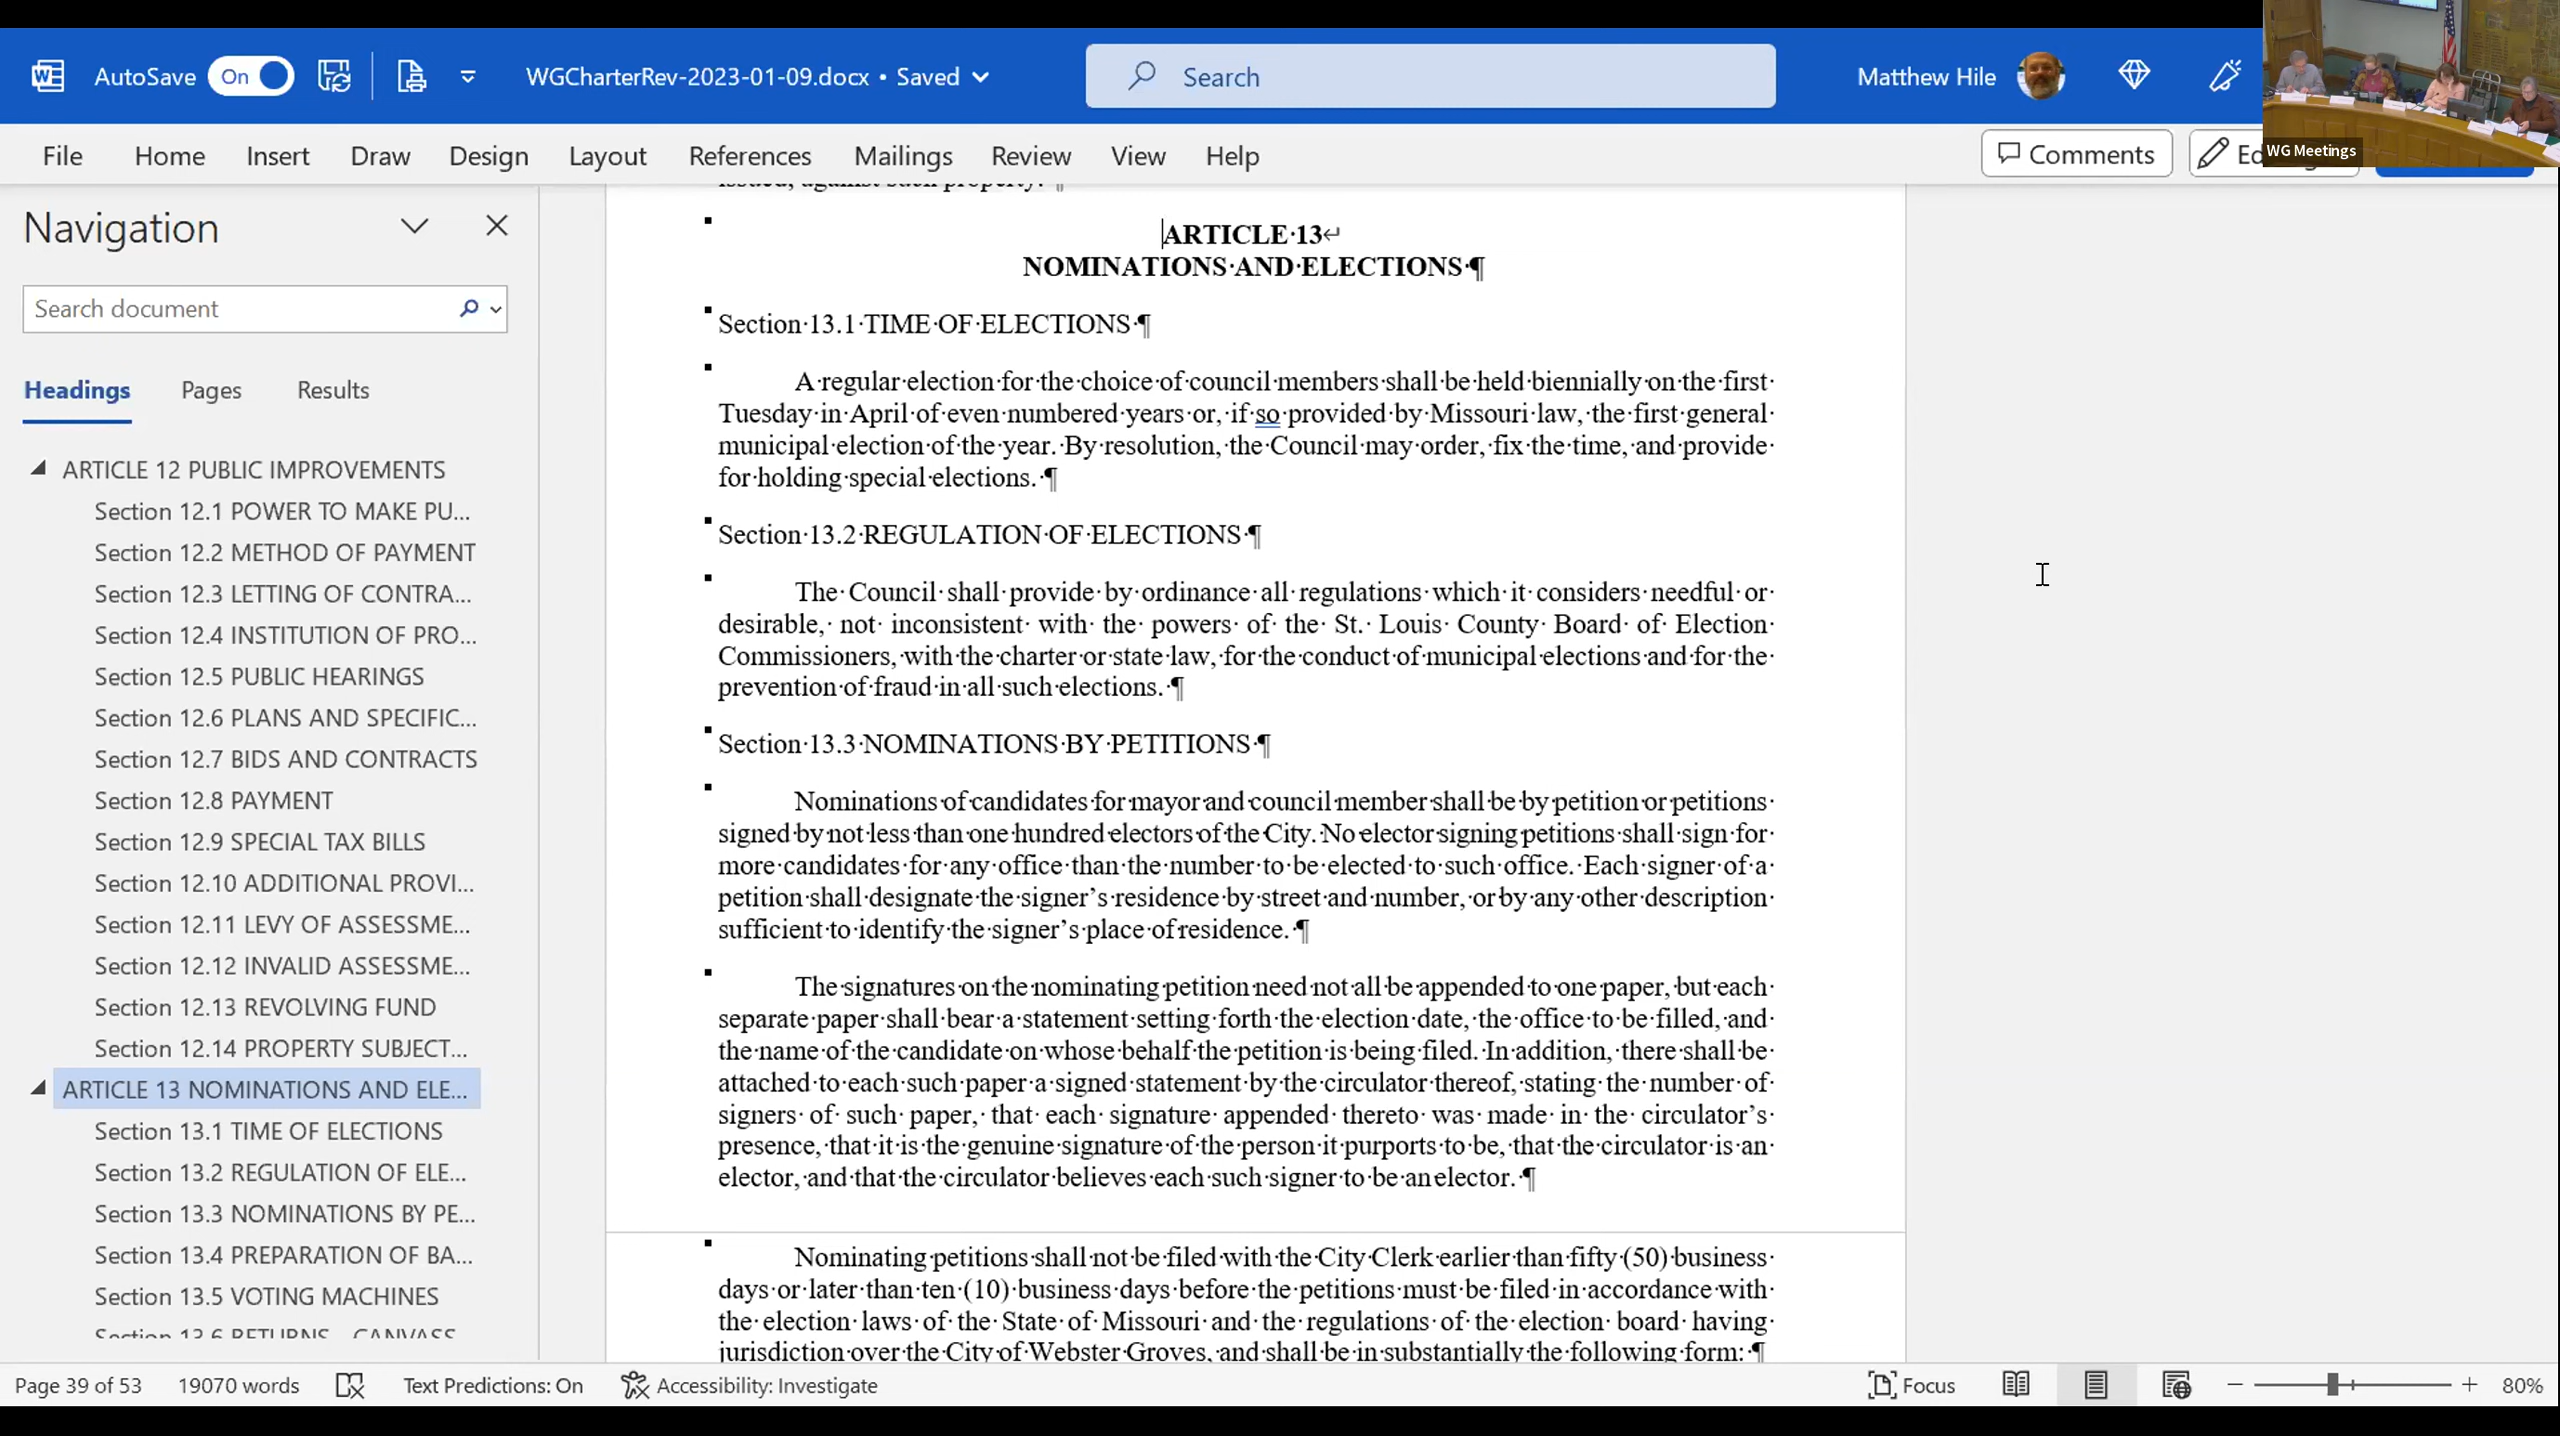 AutoSave On WGCharterRev-2023-01-09.docx • Saved Search Matthew Hile
WG Meetings
File Home Insert Draw Design Layout References Mailings Review View Help Comments
Navigation
Search document
Headings Pages Results
ARTICLE 12 PUBLIC IMPROVEMENTS
Section 12.1 POWER TO MAKE PU...
Section 12.2 METHOD OF PAYMENT
Section 12.3 LETTING OF CONTRA...
Section 12.4 INSTITUTION OF PRO...
Section 12.5 PUBLIC HEARINGS
Section 12.6 PLANS AND SPECIFIC...
Section 12.7 BIDS AND CONTRACTS
Section 12.8 PAYMENT
Section 12.9 SPECIAL TAX BILLS
Section 12.10 ADDITIONAL PROVI...
Section 12.11 LEVY OF ASSESSME...
Section 12.12 INVALID ASSESSME...
Section 12.13 REVOLVING FUND
Section 12.14 PROPERTY SUBJECT...
ARTICLE 13 NOMINATIONS AND ELE...
Section 13.1 TIME OF ELECTIONS
Section 13.2 REGULATION OF ELE...
Section 13.3 NOMINATIONS BY PE...
Section 13.4 PREPARATION OF BA...
Section 13.5 VOTING MACHINES
Section 13.6 RETURNS CANVASS
issued, against such property. ¶
ARTICLE 13↵
NOMINATIONS AND ELECTIONS ¶
Section 13.1 TIME OF ELECTIONS ¶
A regular election for the choice of council members shall be held biennially on the first
Tuesday in April of even numbered years or, if so provided by Missouri law, the first general
municipal election of the year. By resolution, the Council may order, fix the time, and provide
for holding special elections. ¶
Section 13.2 REGULATION OF ELECTIONS ¶
The Council shall provide by ordinance all regulations which it considers needful or
desirable, not inconsistent with the powers of the St. Louis County Board of Election
Commissioners, with the charter or state law, for the conduct of municipal elections and for the
prevention of fraud in all such elections. ¶
Section 13.3 NOMINATIONS BY PETITIONS ¶
Nominations of candidates for mayor and council member shall be by petition or petitions
signed by not less than one hundred electors of the City. No elector signing petitions shall sign for
more candidates for any office than the number to be elected to such office. Each signer of a
petition shall designate the signer's residence by street and number, or by any other description
sufficient to identify the signer's place of residence. ¶
The signatures on the nominating petition need not all be appended to one paper, but each
separate paper shall bear a statement setting forth the election date, the office to be filled, and
the name of the candidate on whose behalf the petition is being filed. In addition, there shall be
attached to each such paper a signed statement by the circulator thereof, stating the number of
signers of such paper, that each signature appended thereto was made in the circulator's
presence, that it is the genuine signature of the person it purports to be, that the circulator is an
elector, and that the circulator believes each such signer to be an elector. ¶
Nominating petitions shall not be filed with the City Clerk earlier than fifty (50) business
days or later than ten (10) business days before the petitions must be filed in accordance with
the election laws of the State of Missouri and the regulations of the election board having
jurisdiction over the City of Webster Groves, and shall be in substantially the following form: ¶
Page 39 of 53 19070 words Text Predictions: On Accessibility: Investigate Focus 80%